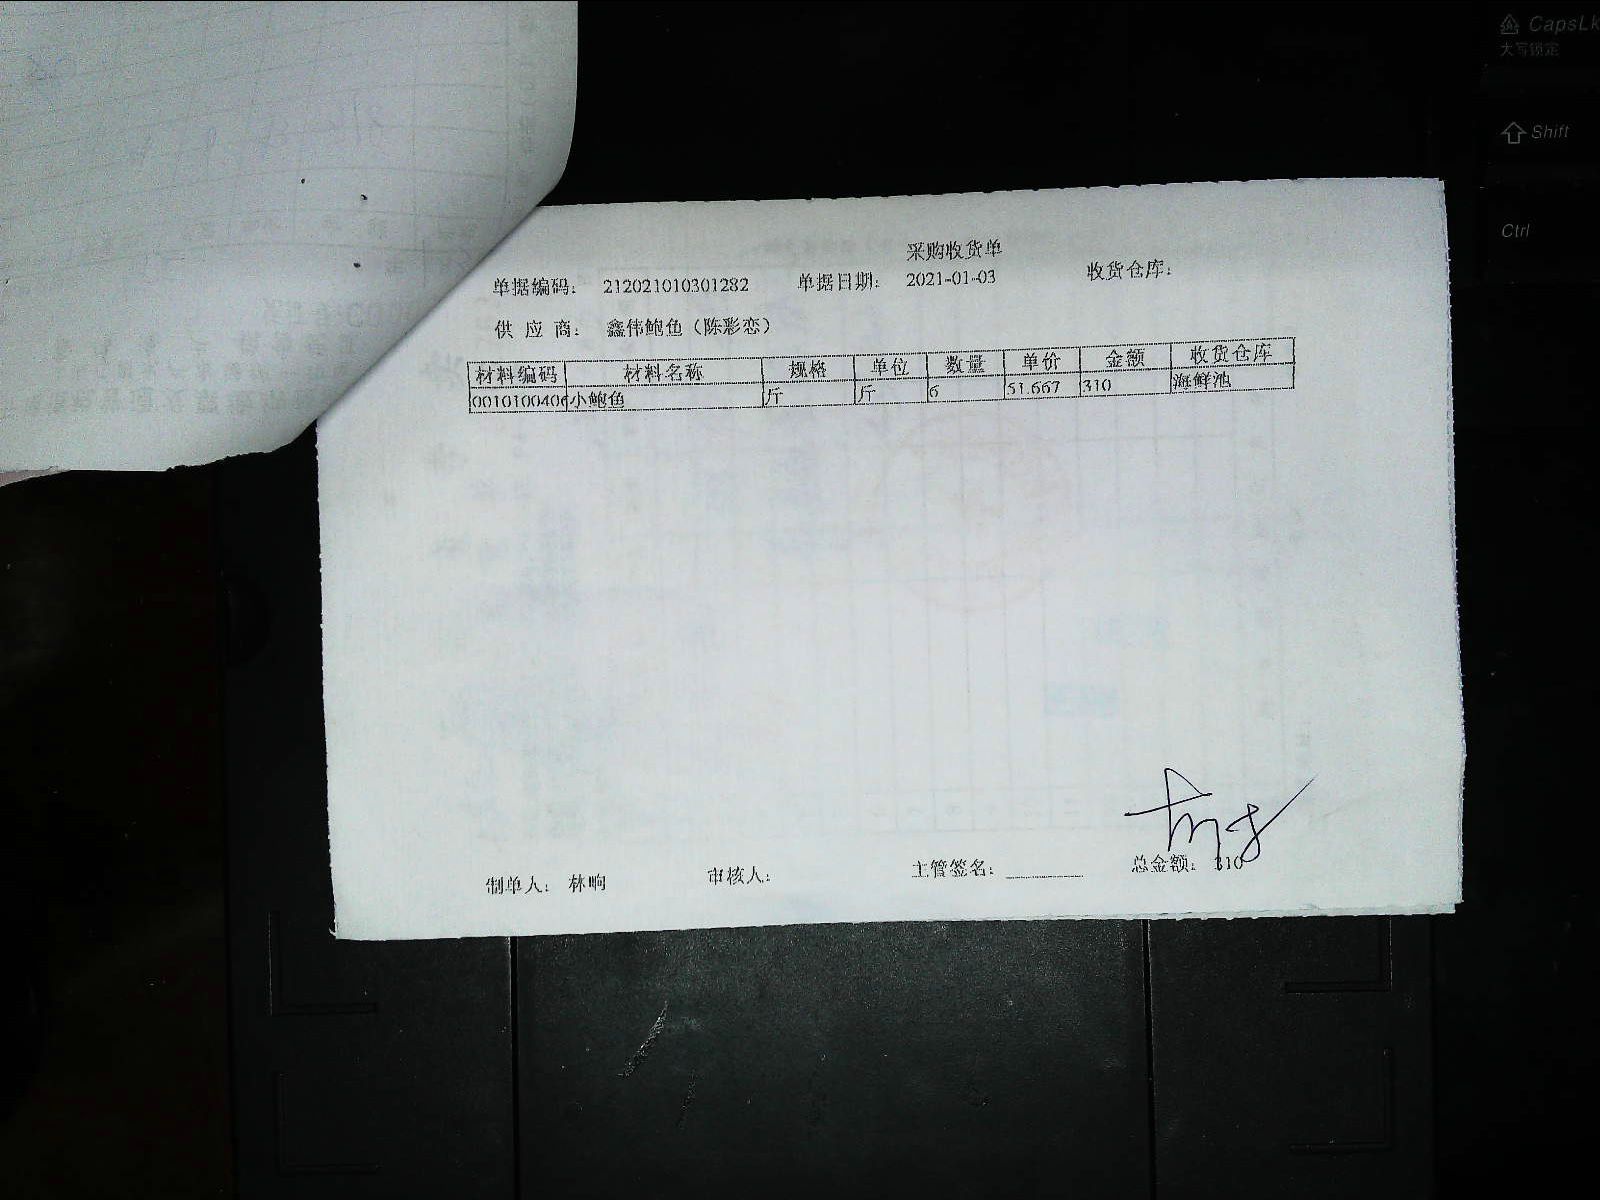 CapsLk
大写锁定
Shift
Ctrl
采购收货单
单据编码： 212021010301282 单据日期： 2021-01-03 收货仓库：
供 应 商： 鑫伟鲍鱼（陈彩恋）
材料编码 材料名称 规格 单位 数量 单价 金额 收货仓库
0010100406 小鲍鱼 斤 斤 6 51.667 310 海鲜池
制单人： 林响 审核人： 主管签名： 总金额： 310